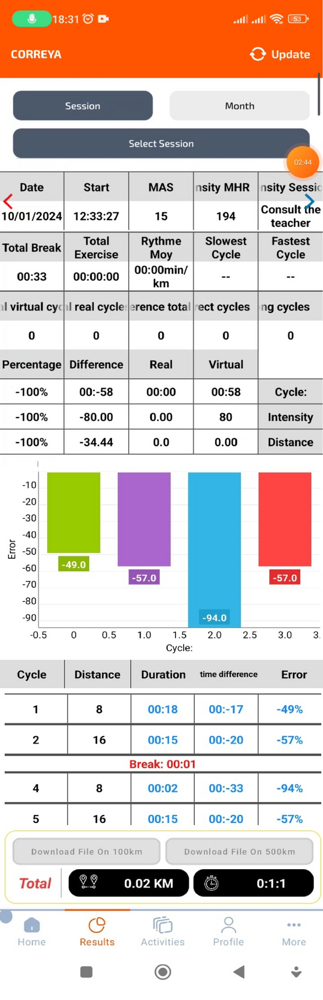 18:31
53
CORREYA
Update
Session
Month
Select Session
02:44
Date Start MAS nsity MHR nsity Sessic
10/01/2024 12:33:27 15 194 Consult the teacher
Total Break Total Exercise Rythme Moy Slowest Cycle Fastest Cycle
00:33 00:00:00 00:00min/km -- --
al virtual cyc al real cycle erence total rect cycles ng cycles
0 0 0 0 0
Percentage Difference Real Virtual
-100% 00:-58 00:00 00:58 Cycle:
-100% -80.00 0.00 80 Intensity
-100% -34.44 0.0 0.00 Distance
Error
-10
-20
-30
-40
-50
-60
-70
-80
-90
-49.0
-57.0
-94.0
-57.0
-0.5 0 0.5 1.0 1.5 2.0 2.5 3.0 3.
Cycle:
Cycle Distance Duration time difference Error
1 8 00:18 00:-17 -49%
2 16 00:15 00:-20 -57%
Break: 00:01
4 8 00:02 00:-33 -94%
5 16 00:15 00:-20 -57%
Download File On 100km
Download File On 500km
Total 0.02 KM 0:1:1
Home Results Activities Profile More